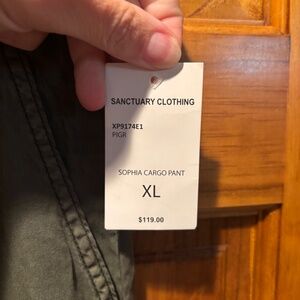 SANCTUARY CLOTHING
XP9174E1
PIGR
SOPHIA CARGO PANT
XL
$119.00